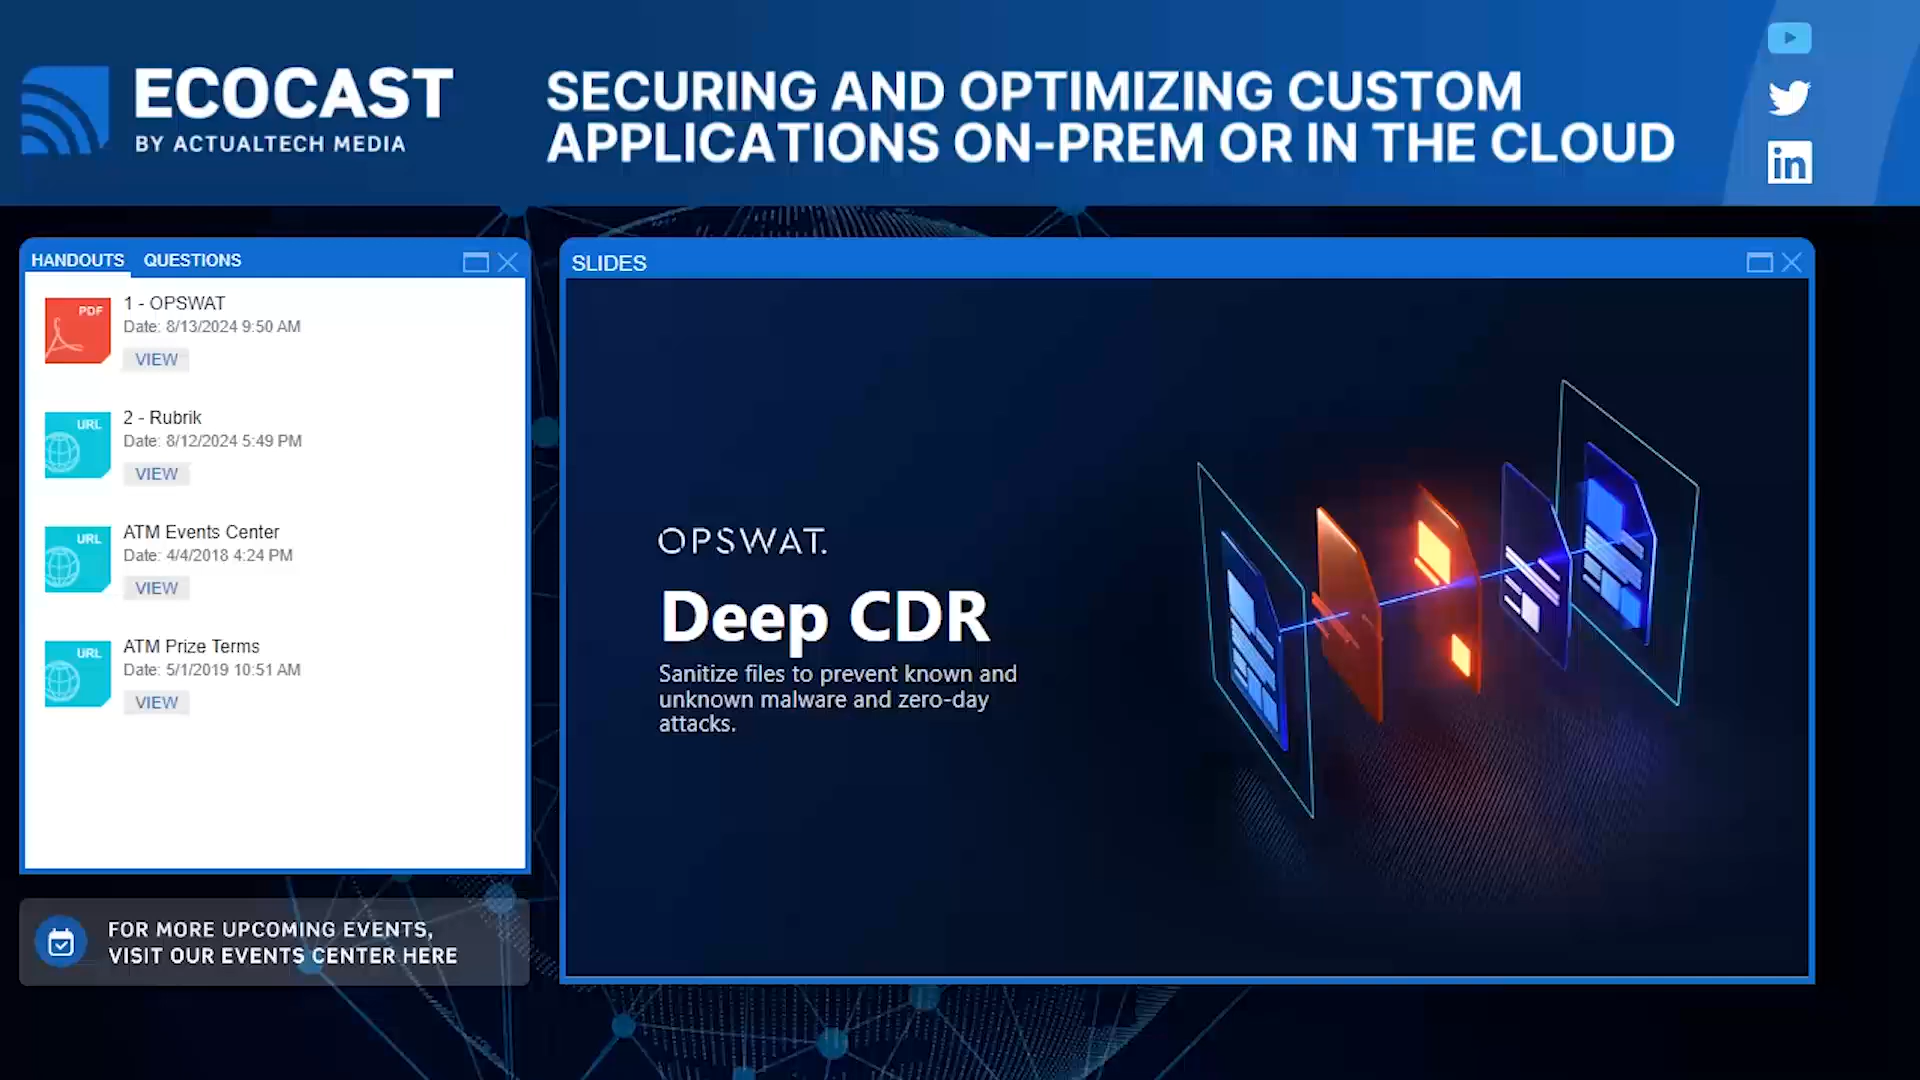 ECOCAST
BY ACTUALTECH MEDIA
SECURING AND OPTIMIZING CUSTOM
APPLICATIONS ON-PREM OR IN THE CLOUD
in
HANDOUTS QUESTIONS
PDF
1 - OPSWAT
Date: 8/13/2024 9:50 AM
VIEW
URL
2 - Rubrik
Date: 8/12/2024 5:49 PM
VIEW
URL
ATM Events Center
Date: 4/4/2018 4:24 PM
VIEW
URL
ATM Prize Terms
Date: 5/1/2019 10:51 AM
VIEW
FOR MORE UPCOMING EVENTS,
VISIT OUR EVENTS CENTER HERE
SLIDES
OPSWAT.
Deep CDR
Sanitize files to prevent known and
unknown malware and zero-day
attacks.